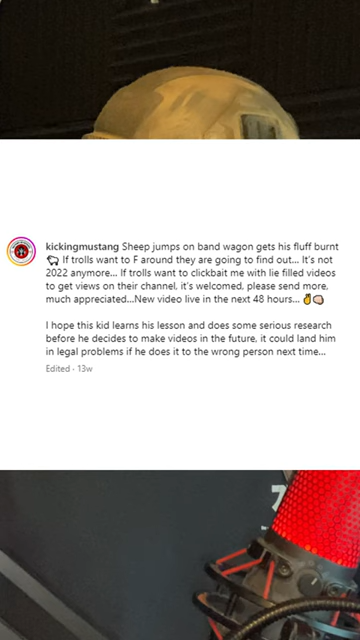 kickingmustang Sheep jumps on band wagon gets his fluff burnt
🐑 If trolls want to F around they are going to find out... It's not
2022 anymore... If trolls want to clickbait me with lie filled videos
to get views on their channel, it's welcomed, please send more,
much appreciated...New video live in the next 48 hours... ✌️👊🏻
I hope this kid learns his lesson and does some serious research
before he decides to make videos in the future, it could land him
in legal problems if he does it to the wrong person next time...
Edited · 13w